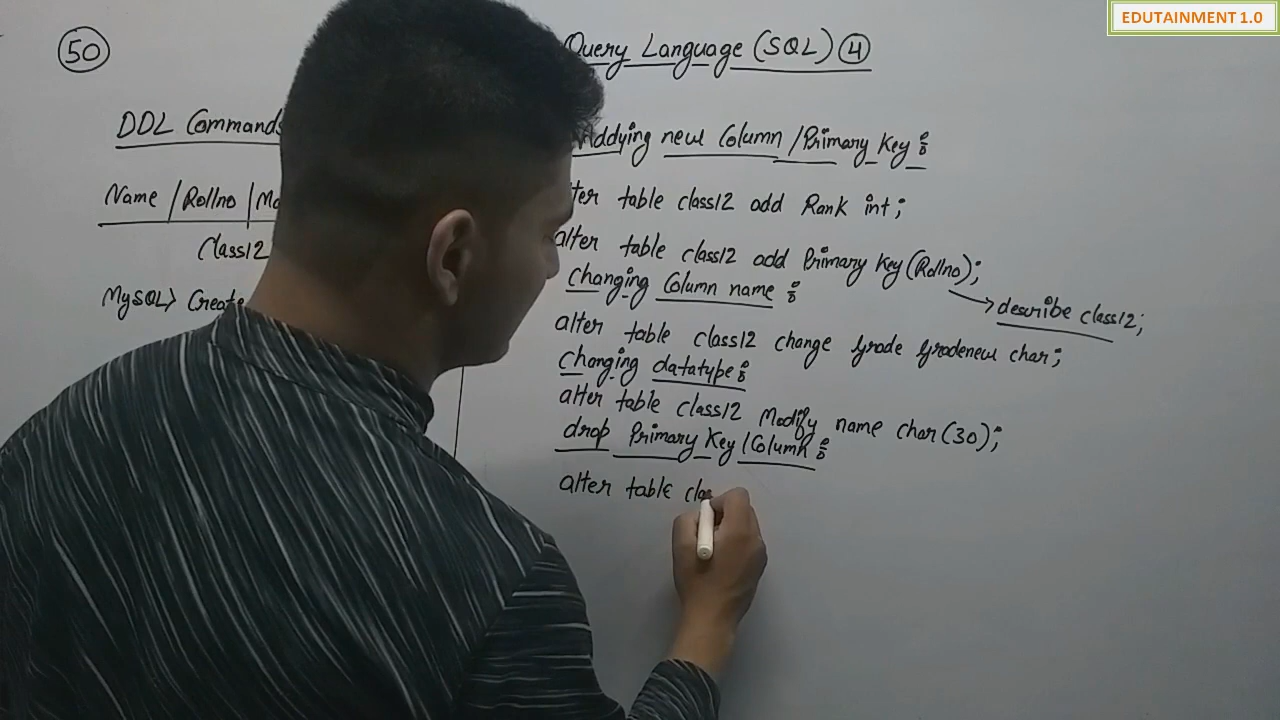 EDUTAINMENT 1.0
50
Query Language (SQL) 4
DDL Commands
Name / Rollno |
Class12
MySQL> Create
Addying new Column / Primary Key :
alter table class12 add Rank int ;
alter table class12 add Primary Key (Rollno) ;
describe class12;
Changing Column name :
alter table class12 change Grade Gradenew char ;
Changing datatype :
alter table class12 Modify name char(30) ;
drop Primary Key / Column :
alter table clas